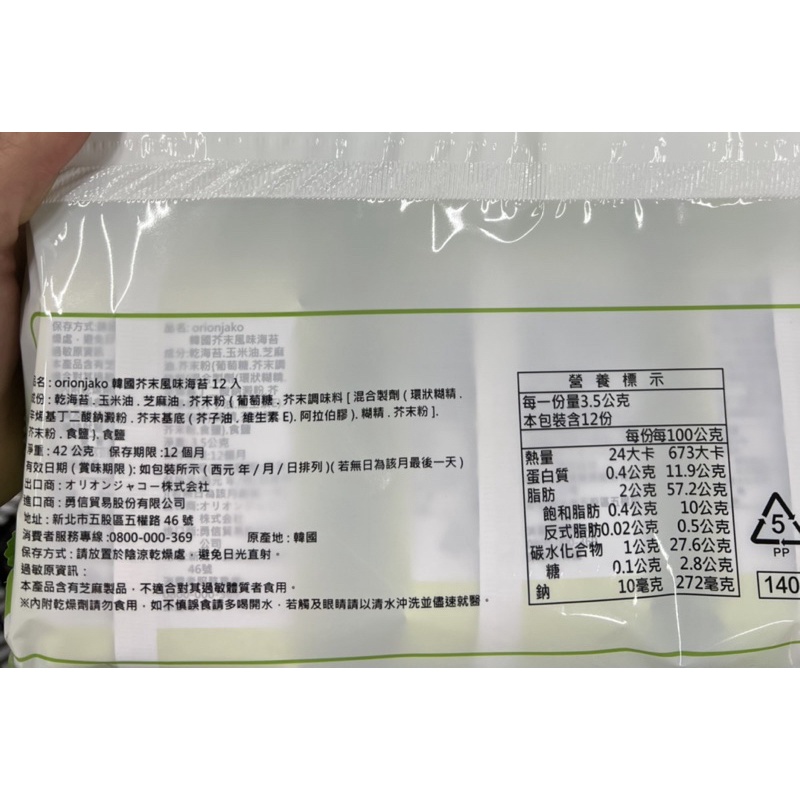 品名 : orionjako 韓國芥末風味海苔 12 入
成份 : 乾海苔 . 玉米油 . 芝麻油 . 芥末粉 ( 葡萄糖 . 芥末調味料 [ 混合製劑 ( 環狀糊精 .
辛烯基丁二酸鈉澱粉 . 芥末基底 ( 芥子油 . 維生素 E). 阿拉伯膠 ). 糊精 . 芥末粉 ].
芥末粉 . 食鹽 ). 食鹽
淨重 : 42 公克 保存期限 :12 個月
有效日期 ( 賞味期限 ): 如包裝所示 ( 西元 年 / 月 / 日排列 )( 若無日為該月最後一天 )
出口商 : オリオンジャコー株式会社
進口商 : 勇信貿易股份有限公司
地址 : 新北市五股區五權路 46 號
消費者服務專線 :0800-000-369 原產地 : 韓國
保存方式 : 請放置於陰涼乾燥處﹐避免日光直射。
過敏原資訊 :
本產品含有芝麻製品﹐不適合對其過敏體質者食用。
※內附乾燥劑請勿食用﹐如不慎誤食請多喝開水﹐若觸及眼睛請以清水沖洗並儘速就醫。
營 養 標 示
每一份量3.5公克
本包裝含12份
每份每100公克
熱量 24大卡 673大卡
蛋白質 0.4公克 11.9公克
脂肪 2公克 57.2公克
飽和脂肪 0.4公克 10公克
反式脂肪0.02公克 0.5公克
碳水化合物 1公克 27.6公克
糖 0.1公克 2.8公克
鈉 10毫克 272毫克
5
PP
140